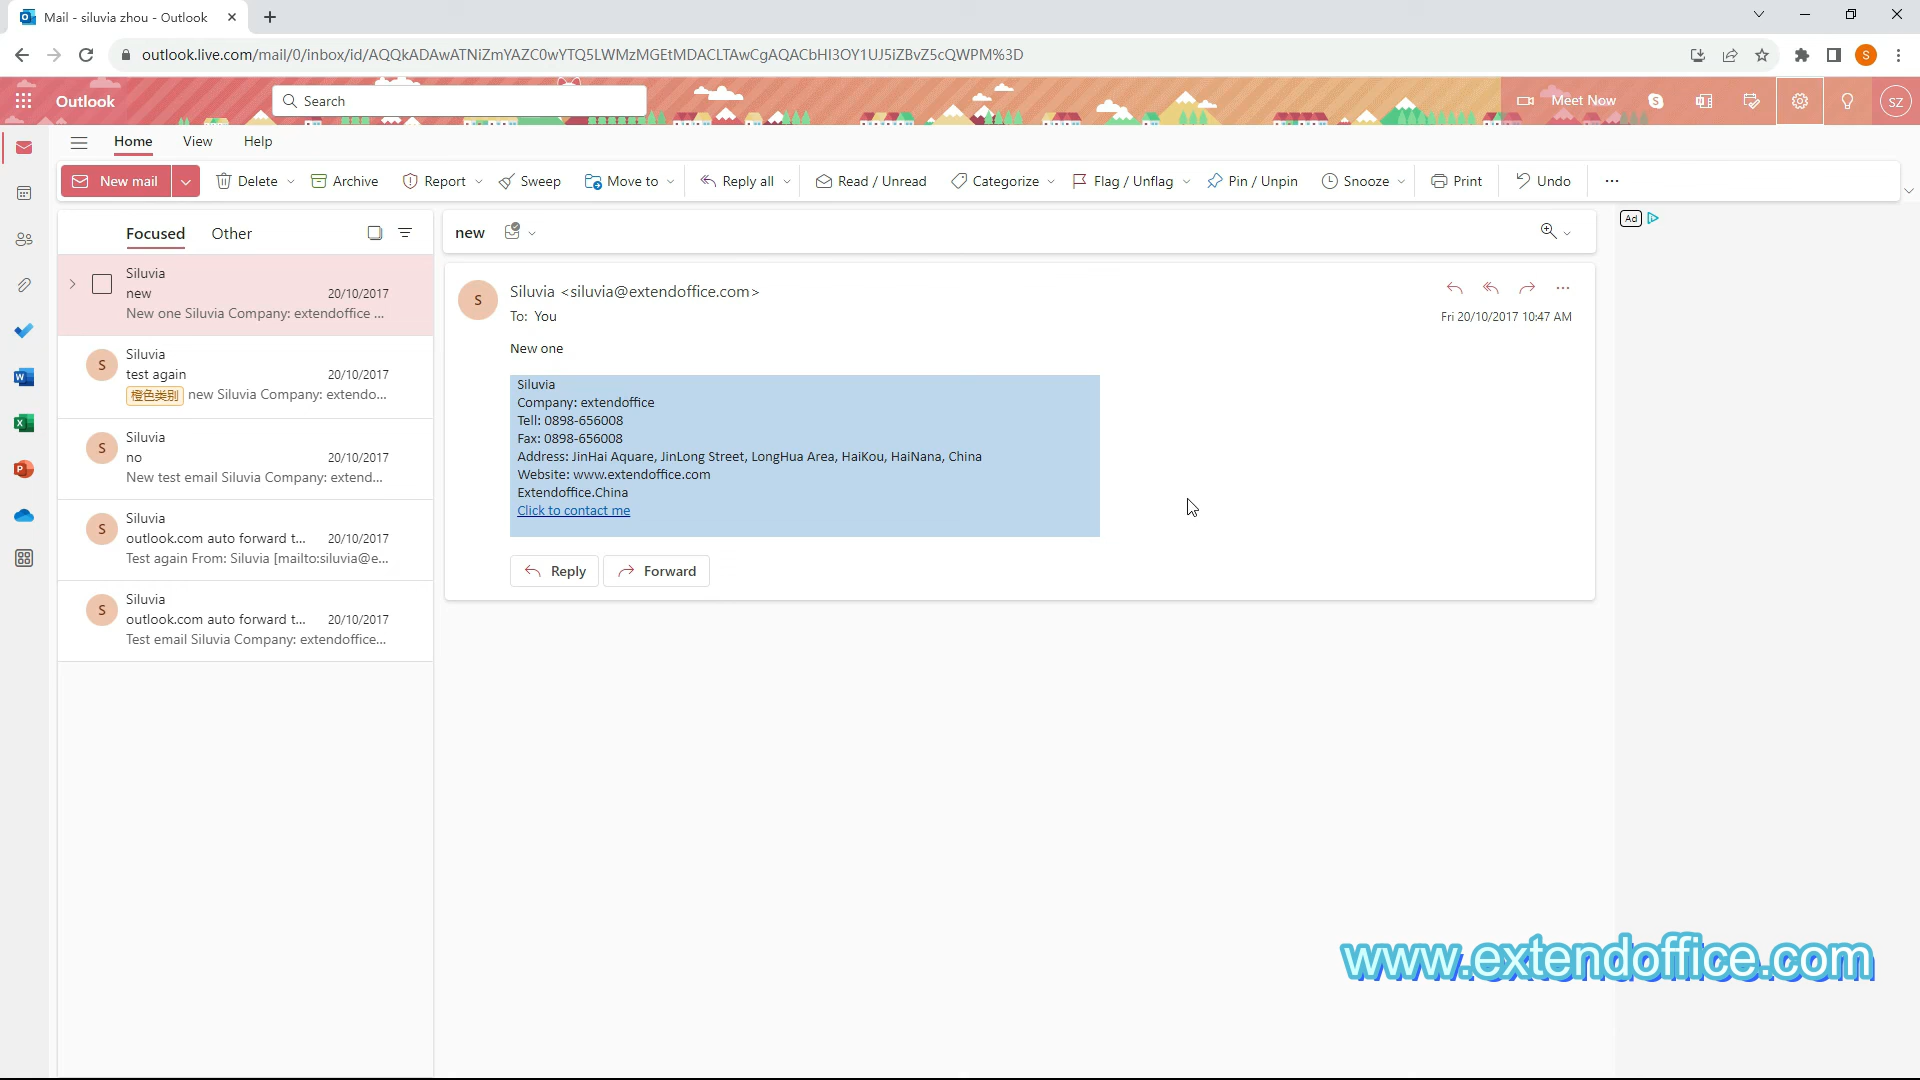 Mail - siluvia zhou - Outlook
outlook.live.com/mail/0/inbox/id/AQQkADAwATNiZmYAZC0wYTQ5LWMzMGEtMDACLTAwCgAQACbHI3OY1UJ5iZBvZ5cQWPM%3D
S
Outlook
Search
Meet Now
SZ
Home View Help
New mail
Delete
Archive
Report
Sweep
Move to
Reply all
Read / Unread
Categorize
Flag / Unflag
Pin / Unpin
Snooze
Print
Undo
Focused Other
Siluvia
new 20/10/2017
New one Siluvia Company: extendoffice ...
S
Siluvia
test again 20/10/2017
橙色类别 new Siluvia Company: extendo...
S
Siluvia
no 20/10/2017
New test email Siluvia Company: extend...
S
Siluvia
outlook.com auto forward t... 20/10/2017
Test again From: Siluvia [mailto:siluvia@e...
S
Siluvia
outlook.com auto forward t... 20/10/2017
Test email Siluvia Company: extendoffice...
new
S
Siluvia <siluvia@extendoffice.com>
To: You
Fri 20/10/2017 10:47 AM
New one
Siluvia
Company: extendoffice
Tell: 0898-656008
Fax: 0898-656008
Address: JinHai Aquare, JinLong Street, LongHua Area, HaiKou, HaiNana, China
Website: www.extendoffice.com
Extendoffice.China
Click to contact me
Reply Forward
Ad
www.extendoffice.com